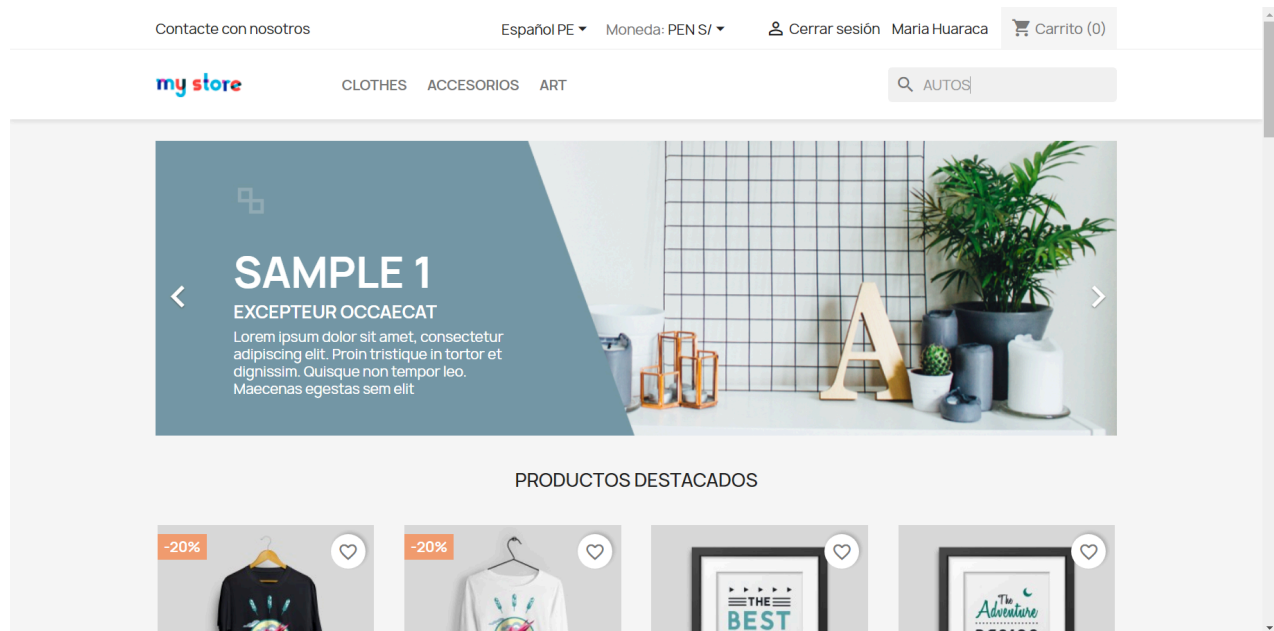 Contacte con nosotros
Español PE
Moneda: PEN S/
Cerrar sesión
Maria Huaraca
Carrito (0)
my store
CLOTHES
ACCESORIOS
ART
AUTOS
SAMPLE 1
EXCEPTEUR OCCAECAT
Lorem ipsum dolor sit amet, consectetur
adipiscing elit. Proin tristique in tortor et
dignissim. Quisque non tempor leo.
Maecenas egestas sem elit
A
PRODUCTOS DESTACADOS
-20%
-20%
THE
BEST
The
Adventure